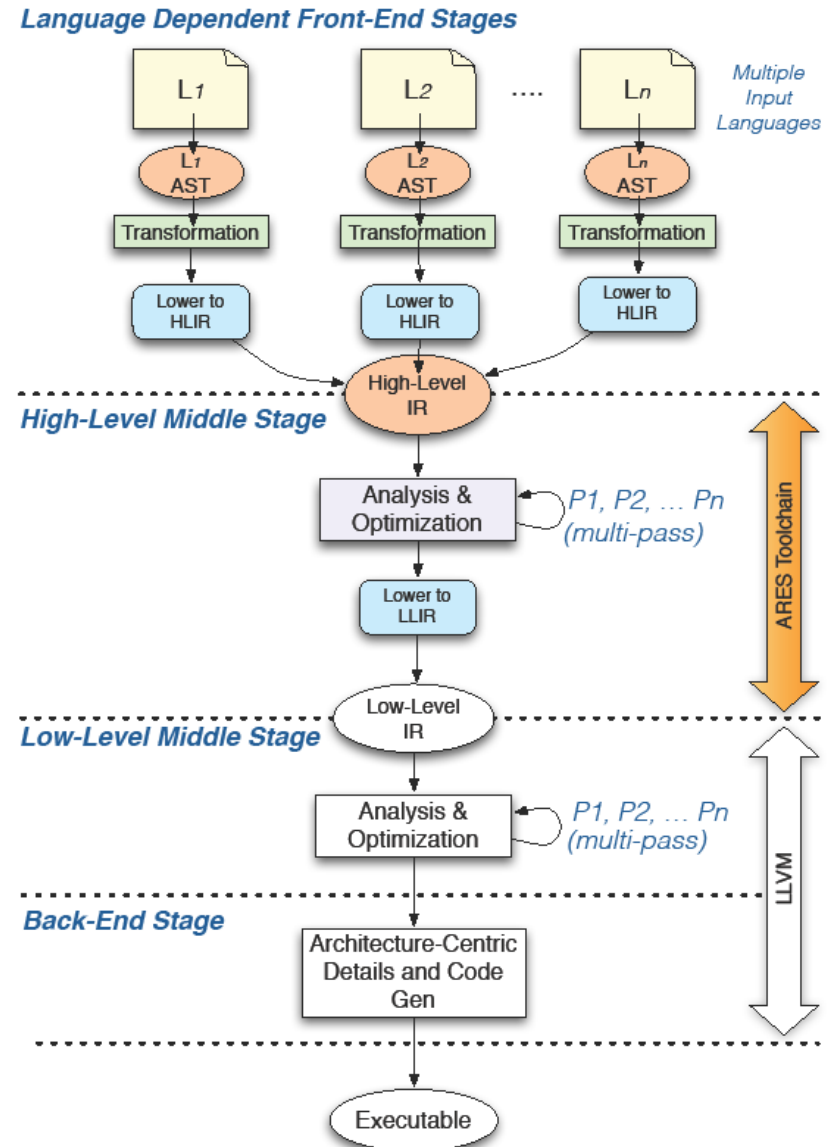 Language Dependent Front-End Stages
L1
L2
....
Ln
Multiple
Input
Languages
L1
AST
L2
AST
Ln
AST
Transformation
Transformation
Transformation
Lower to
HLIR
Lower to
HLIR
Lower to
HLIR
High-Level
IR
High-Level Middle Stage
Analysis &
Optimization
P1, P2, ... Pn
(multi-pass)
Lower to
LLIR
ARES Toolchain
Low-Level
IR
Low-Level Middle Stage
Analysis &
Optimization
P1, P2, ... Pn
(multi-pass)
LLVM
Back-End Stage
Architecture-Centric
Details and Code
Gen
Executable